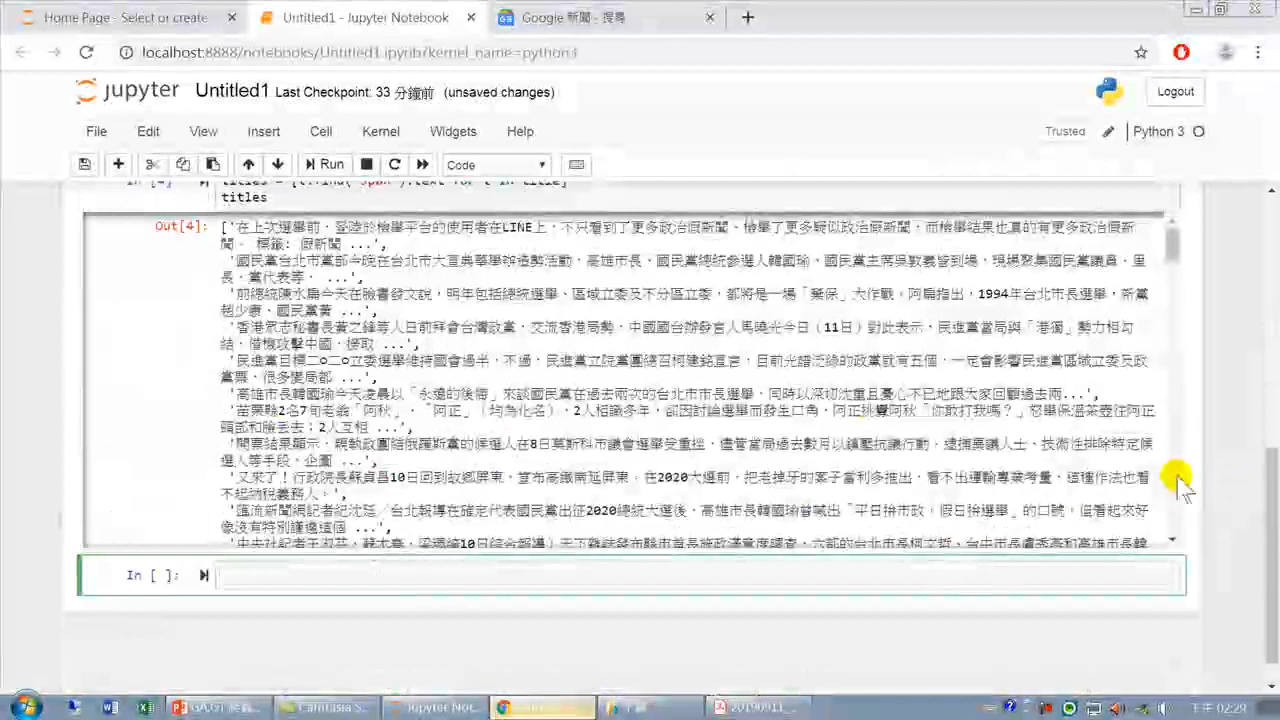 Home Page - Select or create
Untitled1 - Jupyter Notebook
Google 新聞 - 搜尋
localhost:8888/notebooks/Untitled1.ipynb?kernel_name=python3
jupyter Untitled1 Last Checkpoint: 33 分鐘前 (unsaved changes)
Logout
File Edit View Insert Cell Kernel Widgets Help
Trusted Python 3
Run Code
titles
Out[4]: ['在上次選舉前，登陸於檢舉平台的使用者在LINE上，不只看到了更多政治假新聞、檢舉了更多疑似政治假新聞，而檢舉結果也真的有更多假新
聞。 標籤: 假新聞 ...',
'國民黨台北市黨部今晚在台北市大直典華舉辦造勢活動，高雄市長、國民黨總統參選人韓國瑜、國民黨主席吳敦義皆到場，現場聚集國民黨議員、里
長、黨代表等， ...',
'前總統陳水扁今天在臉書發文說，明年包括總統選舉、區域立委及不分區立委，都將是一場「棄保」大作戰。阿扁指出，1994年台北市長選舉，新黨
趙少康、國民黨黃 ...',
'香港眾志秘書長黃之鋒等人日前拜會台灣政黨，交流香港局勢，中國國台辦發言人馬曉光今日（11日）對此表示，民進黨當局與「港獨」勢力相勾
結，借機攻擊中國，撈取 ...',
'民進黨目標二○二○立委選舉維持國會過半，不過，民進黨立院黨團總召柯建銘直言，目前光譜泛綠的政黨就有五個，一定會影響民進黨區域立委及政
黨票，很多變局都 ...',
'高雄市長韓國瑜今天凌晨以「永遠的後悔」來談國民黨在過去兩次的台北市市長選舉，同時以深切沈重且憂心不已地跟大家回顧過去兩...',
'苗栗縣2名7旬老翁「阿秋」、「阿正」（均為化名），2人相識多年，卻因討論選舉而發生口角，阿正挑釁阿秋「你敢打我嗎？」怒舉保溫茶壺往阿正
頭部和臉丟去；2人互相 ...',
'開票結果顯示，親執政團結俄羅斯黨的候選人在8日莫斯科市議會選舉受重挫，儘管當局過去數月以鎮壓抗議行動、逮捕異議人士、技術性排除特定候
選人等手段，企圖 ...',
'又來了！行政院長蘇貞昌10日回到故鄉屏東，宣布高鐵南延屏東，在2020大選前，把老掉牙的案子當利多推出，看不出運輸專業考量，這種作法也看
不起納稅義務人；',
'匯流新聞網記者紀沈廷／台北報導在確定代表國民黨出征2020總統大選後，高雄市長韓國瑜曾喊出「平日拚市政，假日拚選舉」的口號，但看起來好
像沒有特別謹遵這個 ...',
In [ ]:
Camtasia S...
Jupyter Not...
20190911_...
下午 02:29